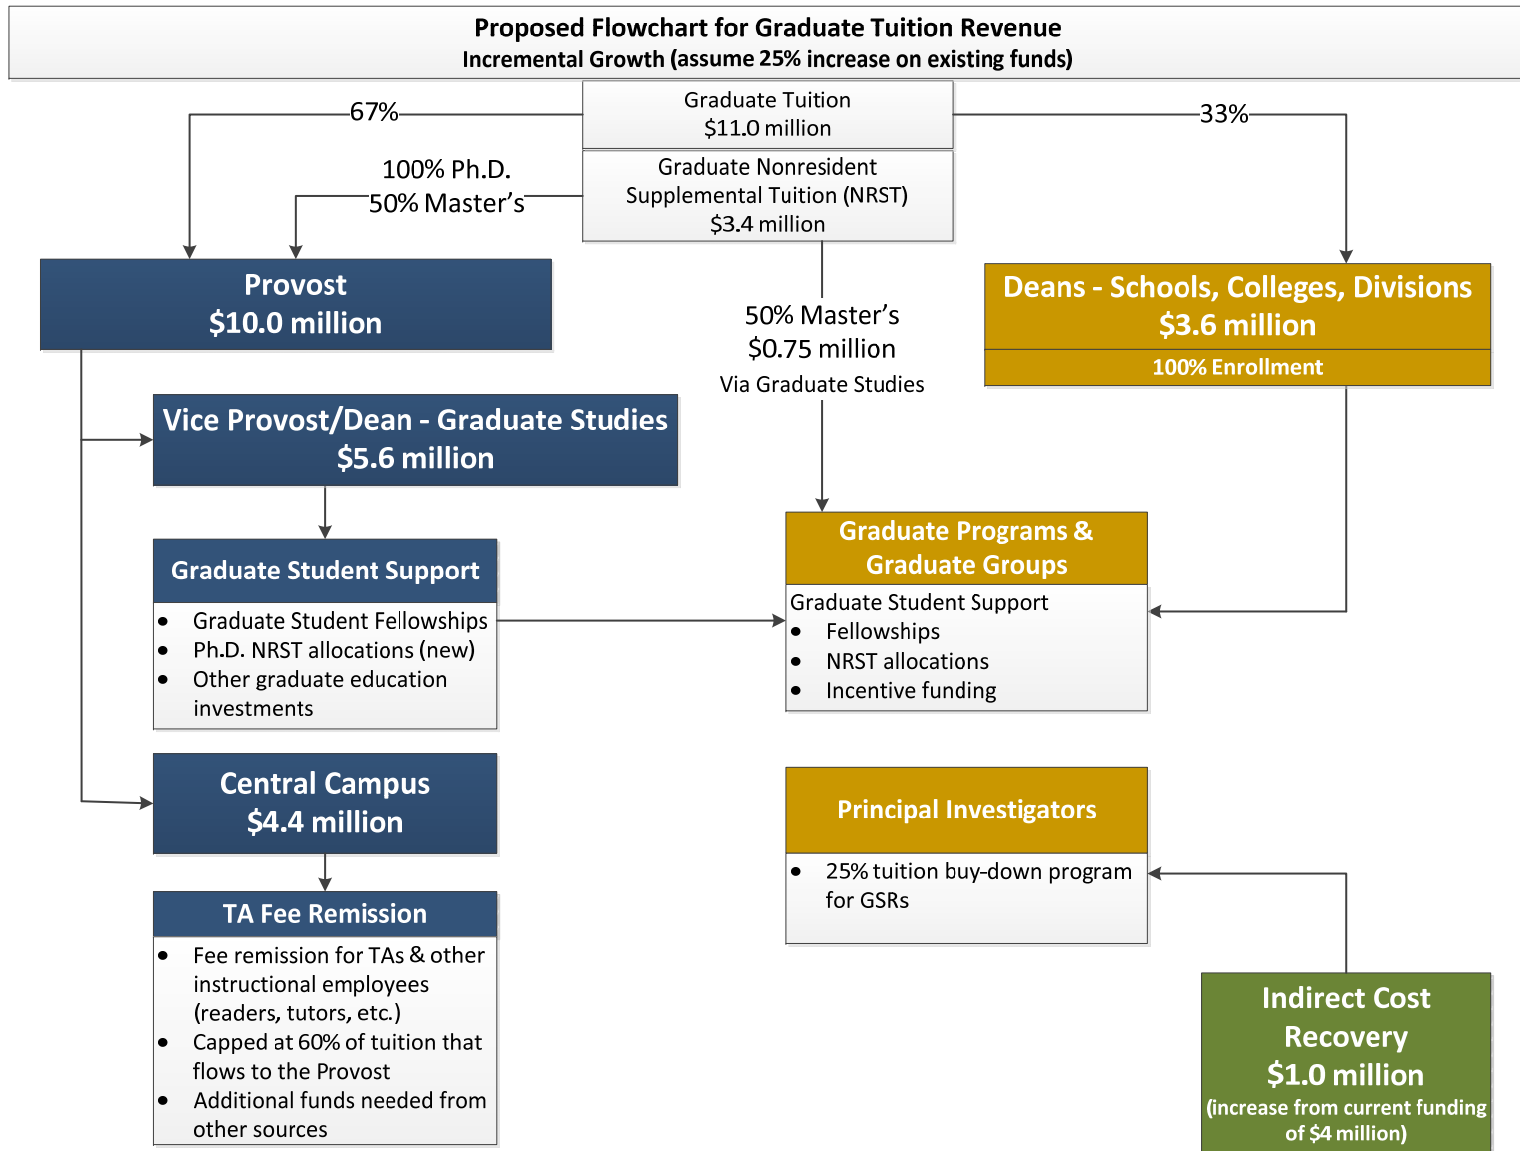 Proposed Flowchart for Graduate Tuition Revenue
Incremental Growth (assume 25% increase on existing funds)
67%
Graduate Tuition
$11.0 million
33%
100% Ph.D.
50% Master's
Graduate Nonresident
Supplemental Tuition (NRST)
$3.4 million
Provost
$10.0 million
50% Master's
$0.75 million
Via Graduate Studies
Deans - Schools, Colleges, Divisions
$3.6 million
100% Enrollment
Vice Provost/Dean - Graduate Studies
$5.6 million
Graduate Student Support
• Graduate Student Fellowships
• Ph.D. NRST allocations (new)
• Other graduate education
investments
Graduate Programs &
Graduate Groups
Graduate Student Support
• Fellowships
• NRST allocations
• Incentive funding
Central Campus
$4.4 million
Principal Investigators
• 25% tuition buy-down program
for GSRs
TA Fee Remission
• Fee remission for TAs & other
instructional employees
(readers, tutors, etc.)
• Capped at 60% of tuition that
flows to the Provost
• Additional funds needed from
other sources
Indirect Cost
Recovery
$1.0 million
(increase from current funding
of $4 million)